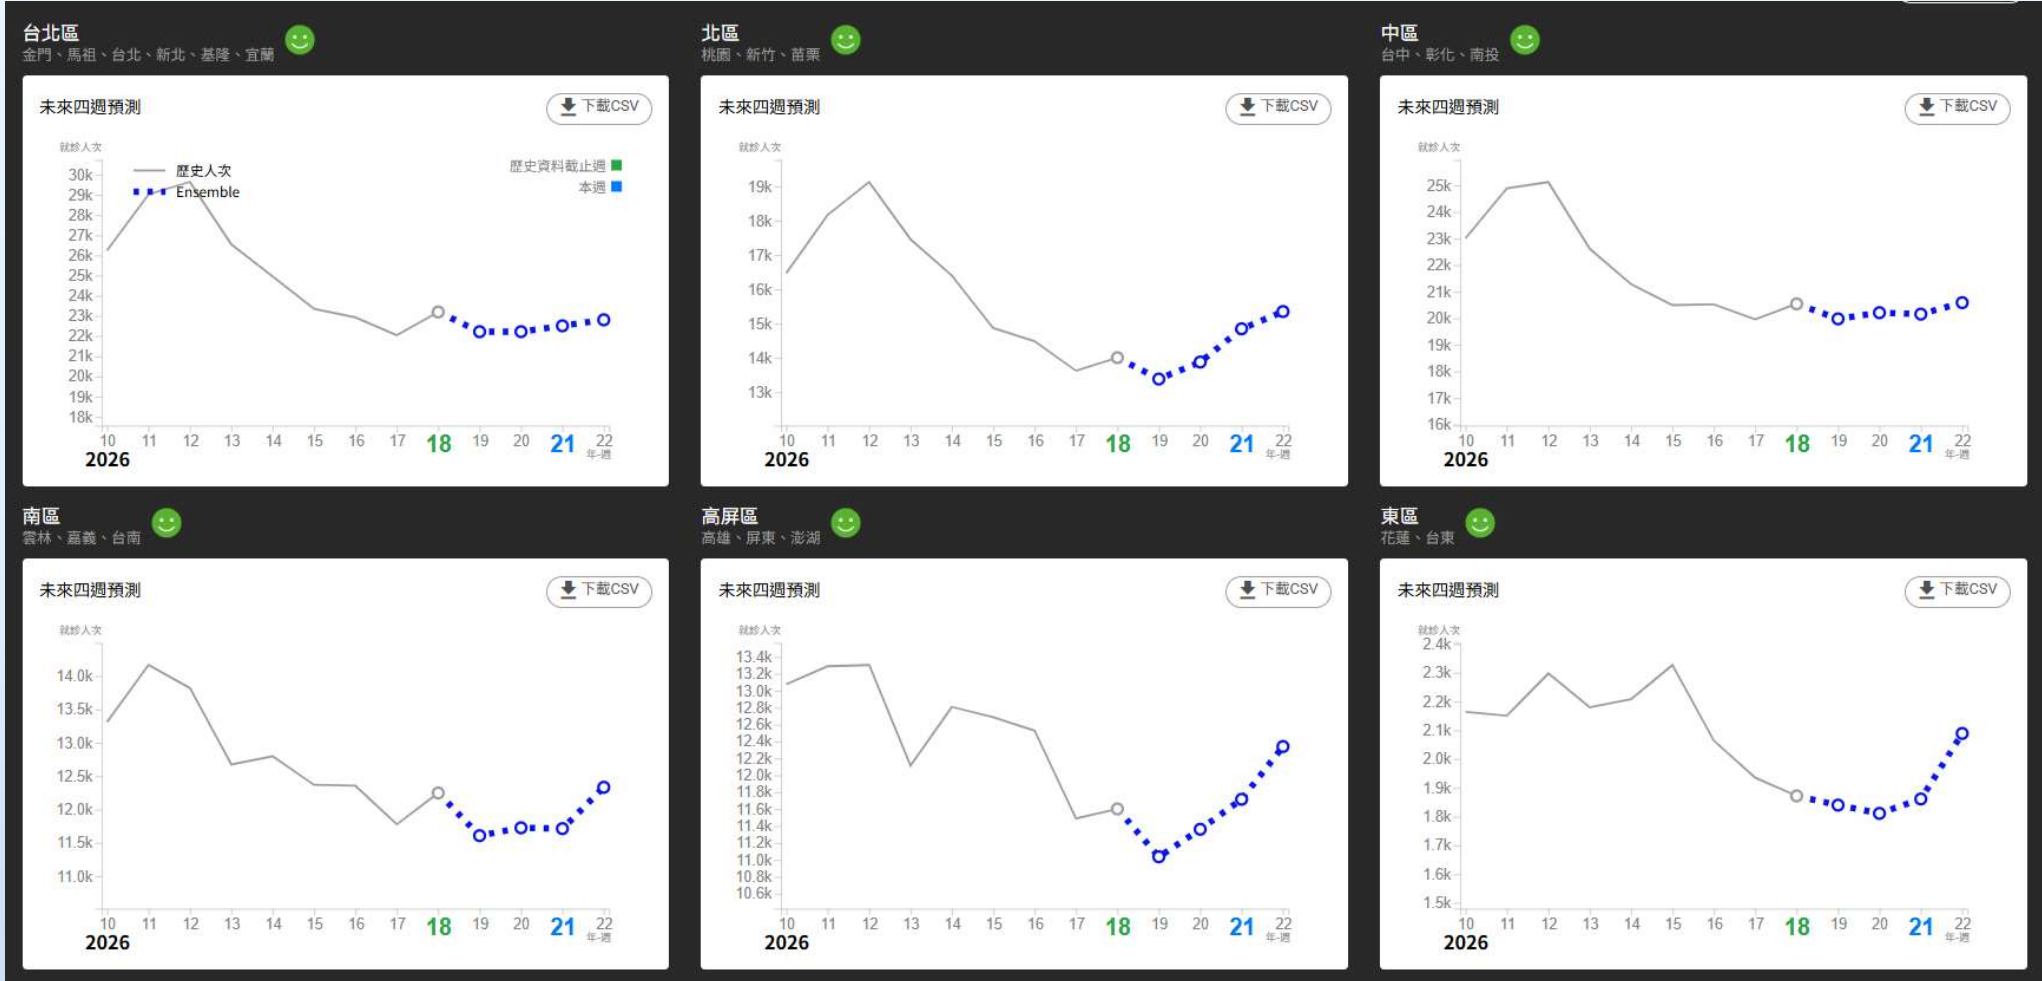 台北區
金門、馬祖、台北、新北、基隆、宜蘭
未來四週預測
下載CSV
就診人次
歷史人次
Ensemble
歷史資料截止週
本週
30k
29k
28k
27k
26k
25k
24k
23k
22k
21k
20k
19k
18k
10 11 12 13 14 15 16 17 18 19 20 21 22
2026
年-週
北區
桃園、新竹、苗栗
未來四週預測
下載CSV
就診人次
19k
18k
17k
16k
15k
14k
13k
10 11 12 13 14 15 16 17 18 19 20 21 22
2026
年-週
中區
台中、彰化、南投
未來四週預測
下載CSV
就診人次
25k
24k
23k
22k
21k
20k
19k
18k
17k
16k
10 11 12 13 14 15 16 17 18 19 20 21 22
2026
年-週
南區
雲林、嘉義、台南
未來四週預測
下載CSV
就診人次
14.0k
13.5k
13.0k
12.5k
12.0k
11.5k
11.0k
10 11 12 13 14 15 16 17 18 19 20 21 22
2026
年-週
高屏區
高雄、屏東、澎湖
未來四週預測
下載CSV
就診人次
13.4k
13.2k
13.0k
12.8k
12.6k
12.4k
12.2k
12.0k
11.8k
11.6k
11.4k
11.2k
11.0k
10.8k
10.6k
10 11 12 13 14 15 16 17 18 19 20 21 22
2026
年-週
東區
花蓮、台東
未來四週預測
下載CSV
就診人次
2.4k
2.3k
2.2k
2.1k
2.0k
1.9k
1.8k
1.7k
1.6k
1.5k
10 11 12 13 14 15 16 17 18 19 20 21 22
2026
年-週